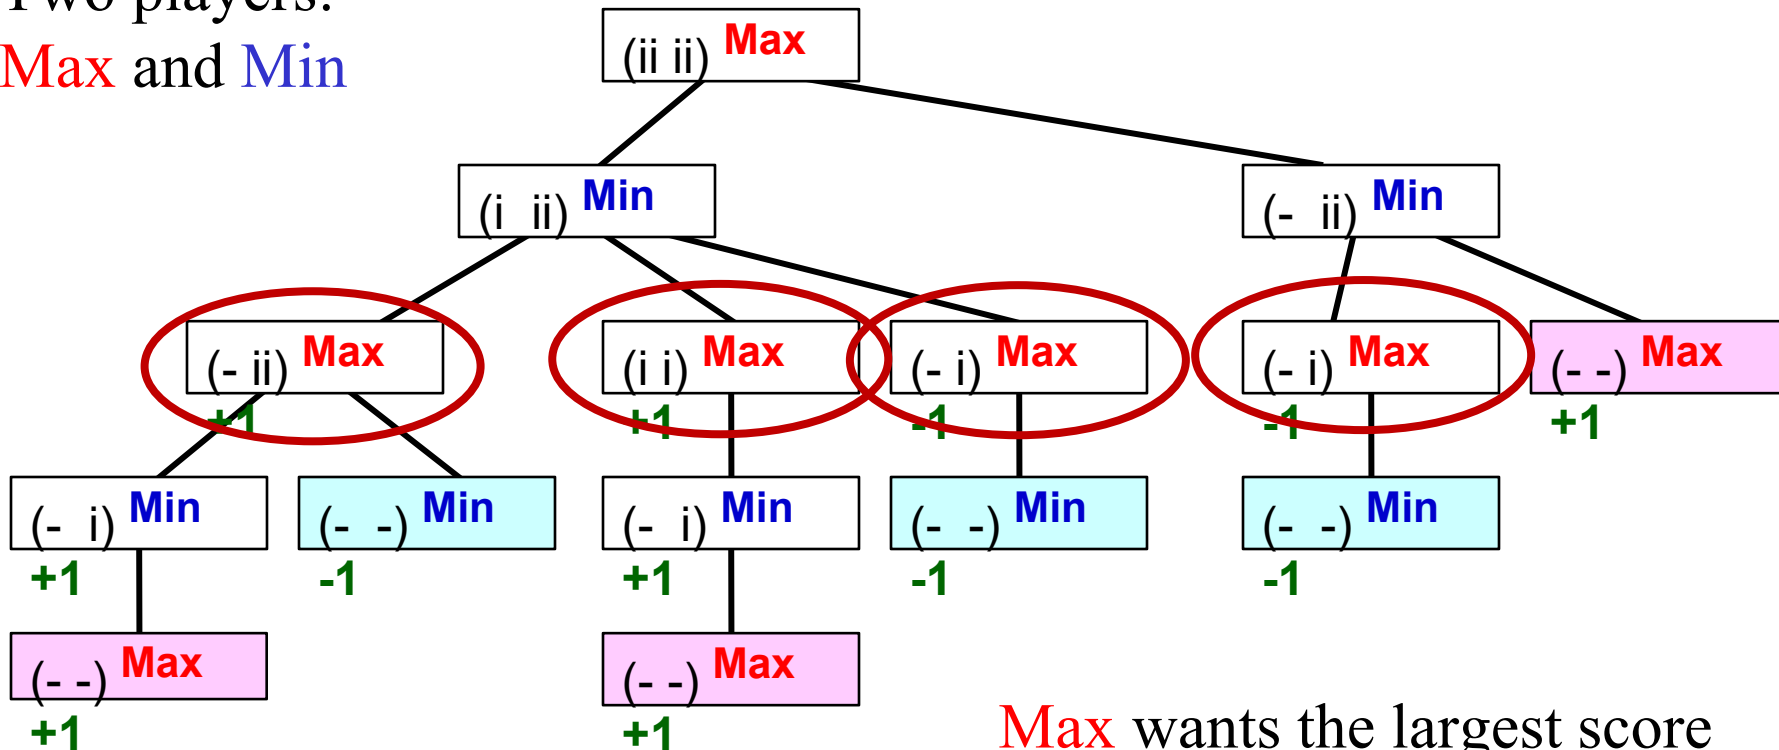 Two players:
Max and Min
(ii ii) Max
(i ii) Min
(- ii) Min
(- ii) Max
+1
(i i) Max
+1
(- i) Max
-1
(- i) Max
-1
(- -) Max
+1
(- i) Min
+1
(- -) Min
-1
(- i) Min
+1
(- -) Min
-1
(- -) Min
-1
(- -) Max
+1
(- -) Max
+1
Max wants the largest score